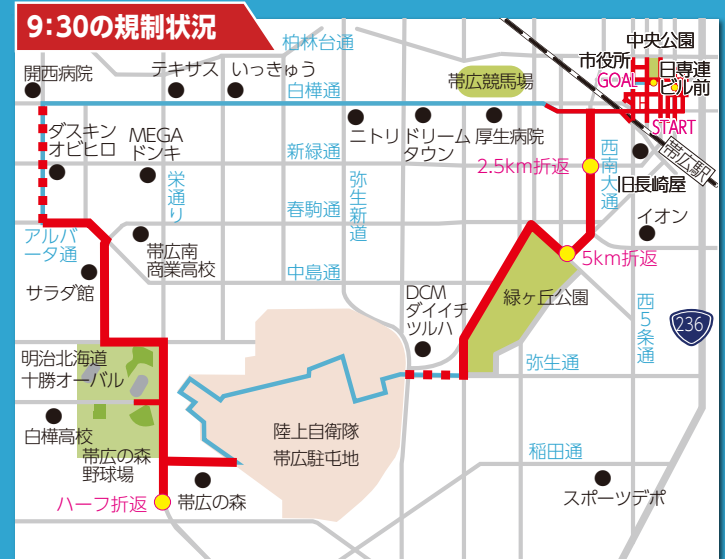 9:30の規制状況
柏林台通
中央公園
市役所
GOAL
日専連
ビル前
START
開西病院
テキサス
いっきゅう
白樺通
帯広競馬場
ダスキン
オビヒロ
MEGA
ドンキ
ニトリ
ドリーム
タウン
厚生病院
新緑通
2.5km折返
西南大通
帯広駅
旧長崎屋
栄通り
弥生新道
春駒通
イオン
アルバ
ータ通
帯広南
商業高校
中島通
5km折返
サラダ館
DCM
ダイイチ
ツルハ
緑ヶ丘公園
西5条通
236
明治北海道
十勝オーバル
弥生通
白樺高校
帯広の森
野球場
陸上自衛隊
帯広駐屯地
稲田通
ハーフ折返
帯広の森
スポーツデポ